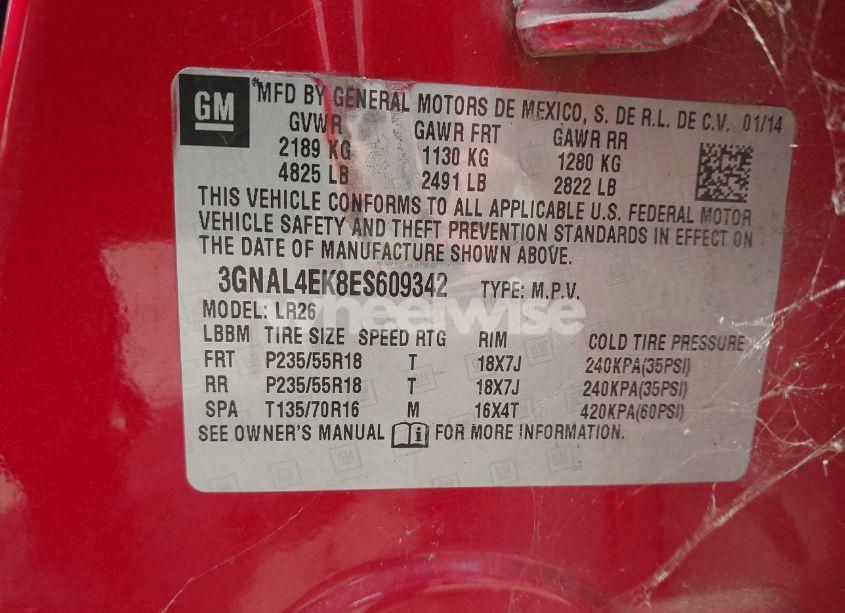 GM
MFD BY GENERAL MOTORS DE MEXICO, S. DE R.L. DE C.V. 01/14
GVWR GAWR FRT GAWR RR
2189 KG 1130 KG 1280 KG
4825 LB 2491 LB 2822 LB
THIS VEHICLE CONFORMS TO ALL APPLICABLE U.S. FEDERAL MOTOR
VEHICLE SAFETY AND THEFT PREVENTION STANDARDS IN EFFECT ON
THE DATE OF MANUFACTURE SHOWN ABOVE.
3GNAL4EK8ES609342 TYPE: M.P.V.
MODEL: LR26
wheelwise
LBBM TIRE SIZE SPEED RTG RIM COLD TIRE PRESSURE
FRT P235/55R18 T 18X7J 240KPA(35PSI)
RR P235/55R18 T 18X7J 240KPA(35PSI)
SPA T135/70R16 M 16X4T 420KPA(60PSI)
SEE OWNER'S MANUAL i FOR MORE INFORMATION.